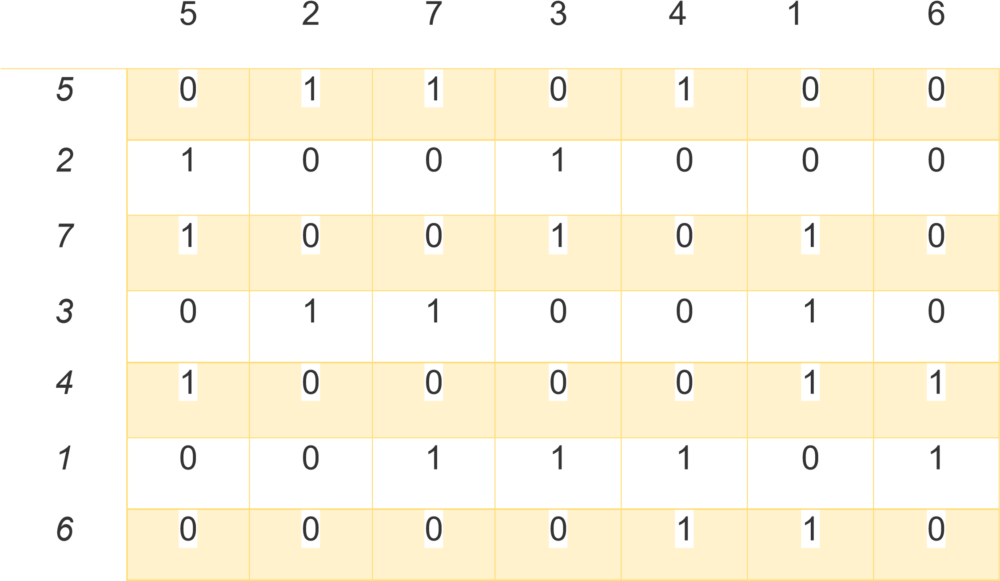 5 2 7 3 4 1 6
5 0 1 1 0 1 0 0
2 1 0 0 1 0 0 0
7 1 0 0 1 0 1 0
3 0 1 1 0 0 1 0
4 1 0 0 0 0 1 1
1 0 0 1 1 1 0 1
6 0 0 0 0 1 1 0